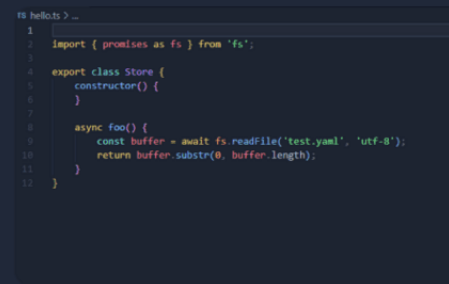 TS hello.ts > ...
1
2 import { promises as fs } from 'fs';
3
4 export class Store {
5 constructor() {
6 }
7
8 async foo() {
9 const buffer = await fs.readFile('test.yaml', 'utf-8');
10 return buffer.substr(0, buffer.length);
11 }
12 }